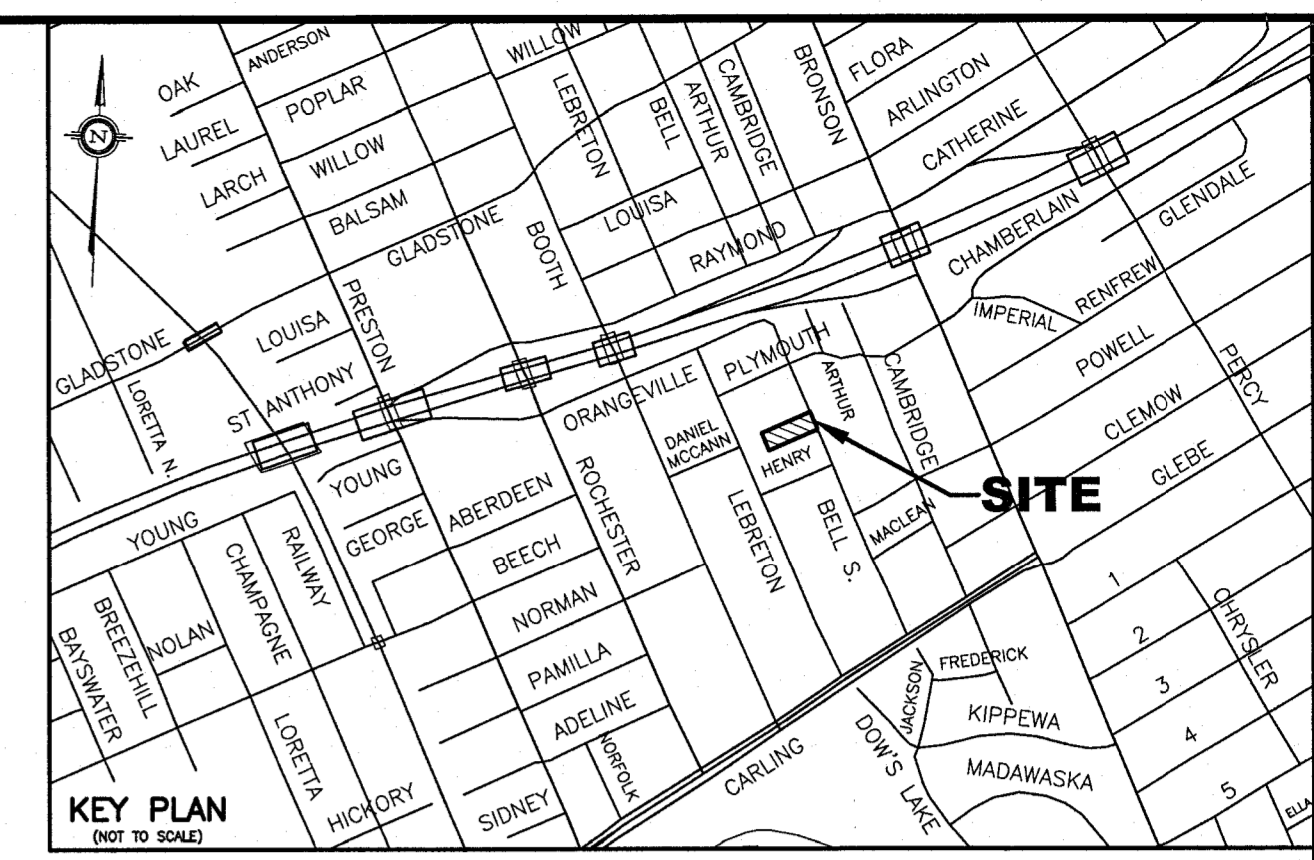 OAK
ANDERSON
WILLOW
BRONSON
FLORA
LAUREL
POPLAR
LEBRETON
BELL
ARTHUR
CAMBRIDGE
ARLINGTON
LARCH
WILLOW
CATHERINE
BALSAM
LOUISA
GLENDALE
N
GLADSTONE
BOOTH
RAYMOND
CHAMBERLAIN
PRESTON
RENFREW
LOUISA
IMPERIAL
GLADSTONE
PLYMOUTH
POWELL
PERCY
ST ANTHONY
ORANGEVILLE
ARTHUR
CAMBRIDGE
LORETTA N.
DANIEL
MCCANN
CLEMOW
HENRY
GLEBE
YOUNG
ABERDEEN
ROCHESTER
SITE
YOUNG
RAILWAY
GEORGE
LEBRETON
BELL S.
MACLEAN
CHAMPAGNE
BEECH
1
BREEZEHILL
NOLAN
NORMAN
2
CHRYSLER
BAYSWATER
PAMILLA
JACKSON
FREDERICK
3
LORETTA
ADELINE
KIPPEWA
4
NORFOLK
CARLING
DOW'S LAKE
MADAWASKA
5
KEY PLAN
(NOT TO SCALE)
HICKORY
SIDNEY
ELLA